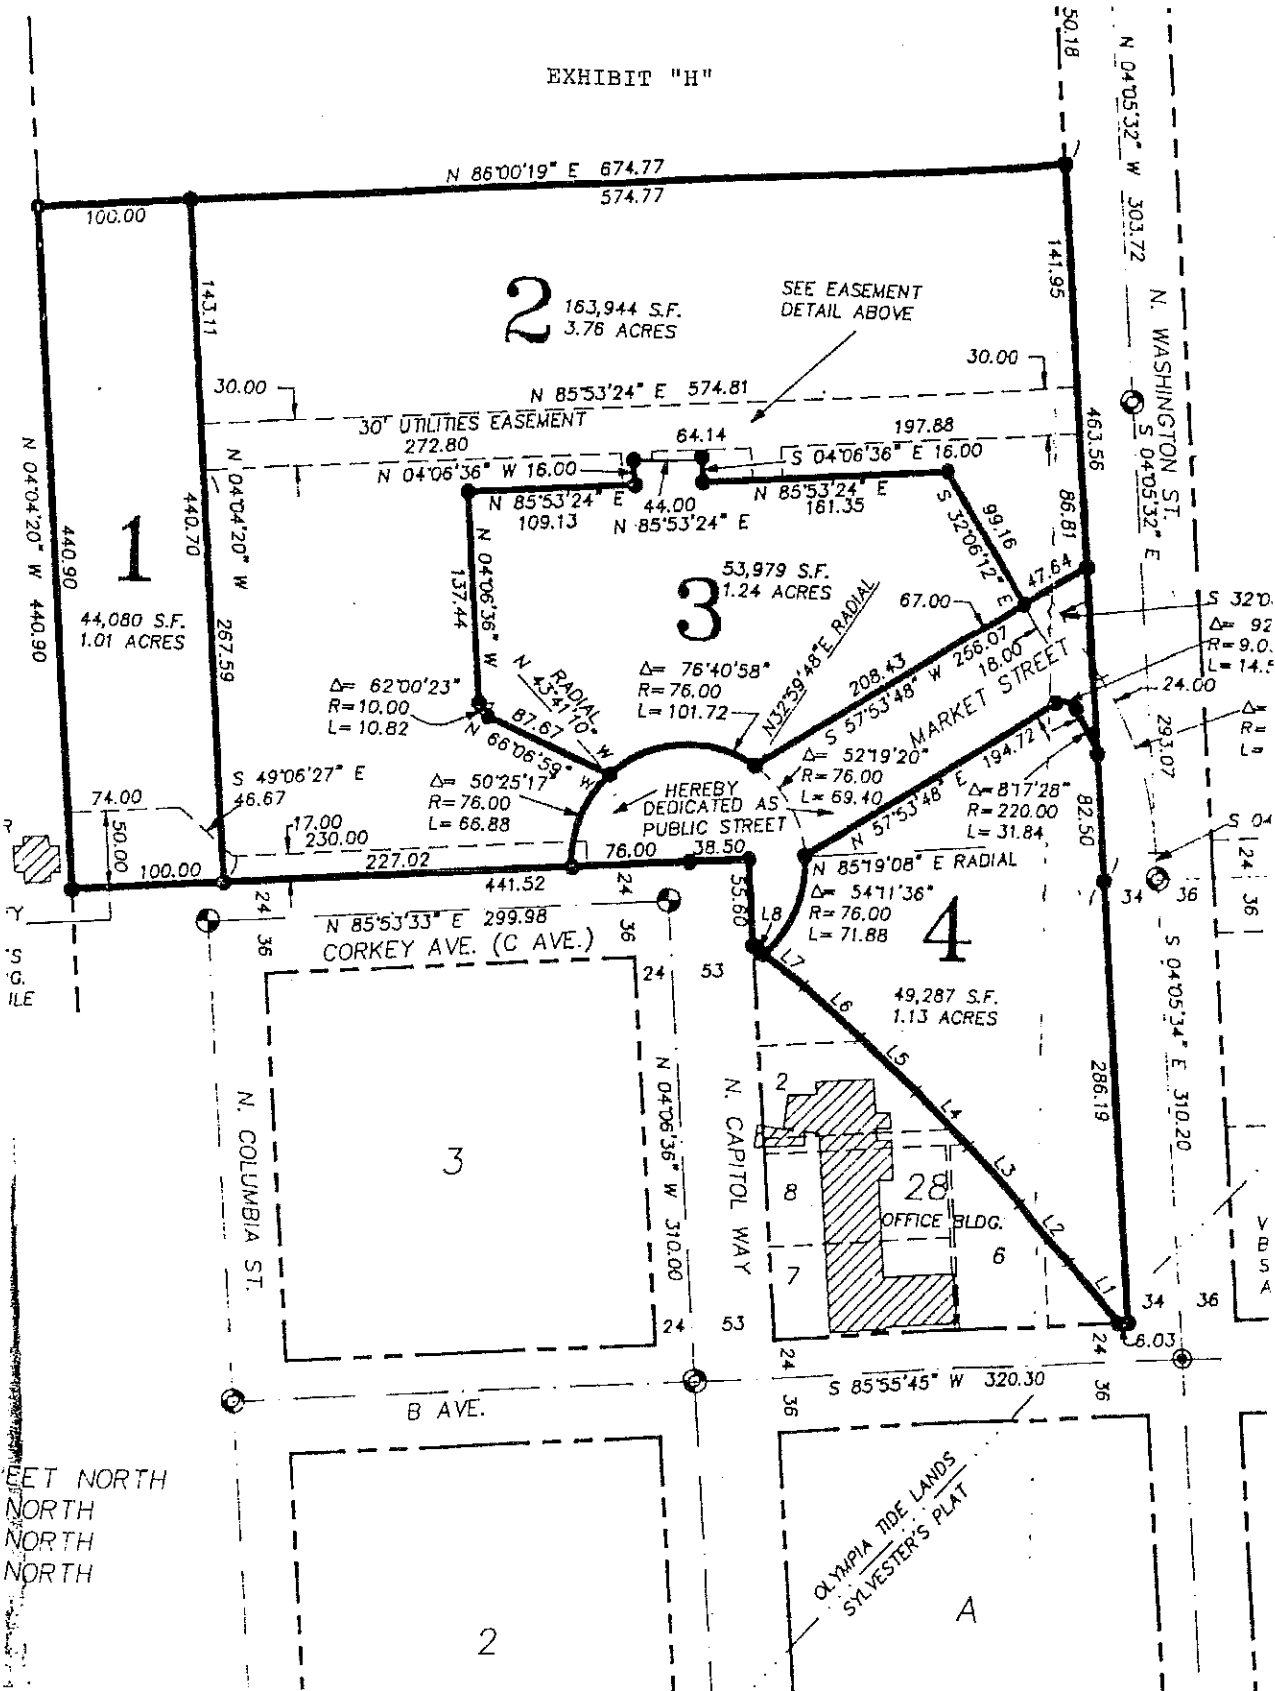 EXHIBIT "H"
50.18
N 04°05'32" W 303.72
N 86°00'19" E 674.77
574.77
100.00
141.95
143.11
2
163,944 S.F.
3.76 ACRES
SEE EASEMENT
DETAIL ABOVE
N. WASHINGTON ST.
30.00
30.00
N 85°53'24" E 574.81
30' UTILITIES EASEMENT
272.80
64.14
197.88
463.56
S 04°05'32" E
N 04°04'20" W 440.90
440.90
N 04°04'20" W
440.70
N 04°06'36" W 16.00
S 04°06'36" E 16.00
N 85°53'24" E
109.13
44.00
N 85°53'24" E
N 85°53'24" E
161.35
S 32°06'12" E
99.16
86.81
47.64
1
44,080 S.F.
1.01 ACRES
267.59
N 04°06'36" W
137.44
3
53,979 S.F.
1.24 ACRES
67.00
S 32°0
Δ= 92
R=9.0
L=14.5
24.00
Δ=
R=
L=
208.43
S 57°53'48" W 256.07
18.00
MARKET STREET
N32°59'48"E RADIAL
Δ= 76°40'58"
R=76.00
L=101.72
RADIAL
N 43°41'10" W
Δ= 62°00'23"
R=10.00
L=10.82
87.67
N 66°06'59" W
S 49°06'27" E
46.67
Δ= 50°25'17"
R=76.00
L=66.88
HEREBY
DEDICATED AS
PUBLIC STREET
Δ= 52°19'20"
R=76.00
L=69.40
194.72
N 57°53'48" E
Δ=8°17'28"
R=220.00
L=31.84
293.07
82.50
S 04
74.00
50.00
17.00
230.00
227.02
76.00
38.50
100.00
441.52
N 85°19'08" E RADIAL
24
36
24
36
N 85°53'33" E 299.98
CORKEY AVE. (C AVE.)
55.60
L8
Δ= 54°11'36"
R=76.00
L=71.88
4
49,287 S.F.
1.13 ACRES
34
36
24
36
Y
'S
G.
ILE
24
53
L7
L6
L5
L4
L3
L2
L1
S 04°05'34" E 310.20
286.19
N. COLUMBIA ST.
3
N 04°06'36" W 310.00
N. CAPITOL WAY
2
8
7
28
OFFICE BLDG.
6
V
B
S
A
24
53
34
36
6.03
24
36
24
36
S 85°55'45" W 320.30
B AVE.
EET NORTH
NORTH
NORTH
NORTH
OLYMPIA TIDE LANDS
SYLVESTER'S PLAT
2
A